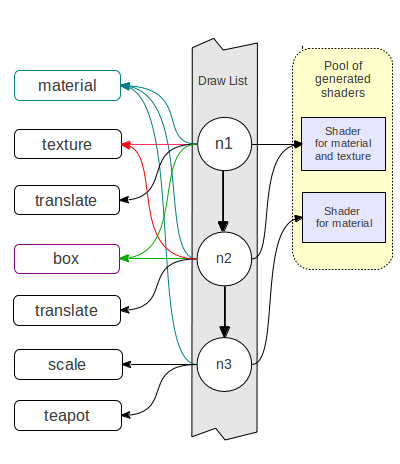 material
texture
translate
box
translate
scale
teapot
Draw List
n1
n2
n3
Pool of
generated
shaders
Shader
for material
and texture
Shader
for material